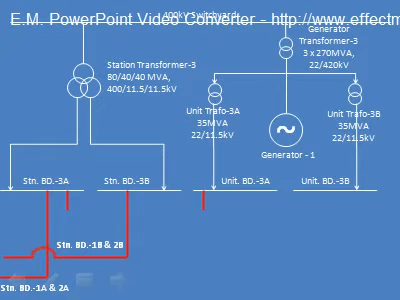 E.M. PowerPoint Video Converter - http://www.effectm
400kV Switchyard
Generator
Transformer-3
3 x 270MVA,
22/420kV
Station Transformer-3
80/40/40 MVA,
400/11.5/11.5kV
Unit Trafo-3A
35MVA
22/11.5kV
Unit Trafo-3B
35MVA
22/11.5kV
Generator - 1
Stn. BD.-3A
Stn. BD.-3B
Unit. BD.-3A
Unit. BD.-3B
Stn. BD.-1B & 2B
Stn. BD.-1A & 2A